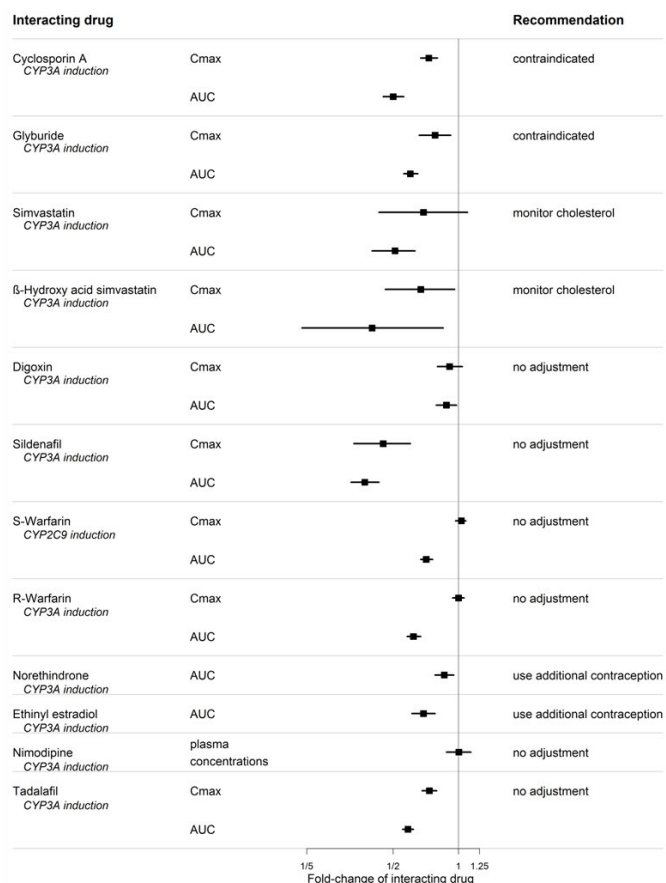 Interacting drug Recommendation
Cyclosporin A Cmax contraindicated
CYP3A induction
AUC
Glyburide Cmax contraindicated
CYP3A induction
AUC
Simvastatin Cmax monitor cholesterol
CYP3A induction
AUC
ß-Hydroxy acid simvastatin Cmax monitor cholesterol
CYP3A induction
AUC
Digoxin Cmax no adjustment
CYP3A induction
AUC
Sildenafil Cmax no adjustment
CYP3A induction
AUC
S-Warfarin Cmax no adjustment
CYP2C9 induction
AUC
R-Warfarin Cmax no adjustment
CYP3A induction
AUC
Norethindrone AUC use additional contraception
CYP3A induction
Ethinyl estradiol AUC use additional contraception
CYP3A induction
Nimodipine plasma no adjustment
CYP3A induction concentrations
Tadalafil Cmax no adjustment
CYP3A induction
AUC
1/5 1/2 1 1.25
Fold-change of interacting drug